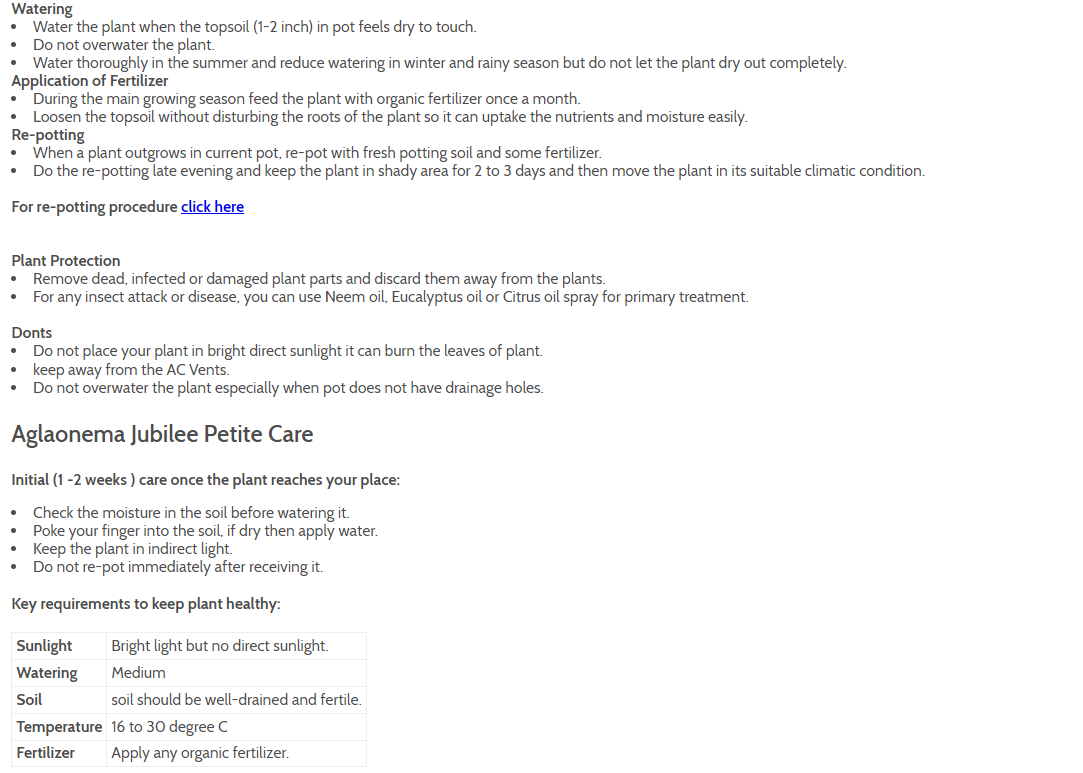 Watering
• Water the plant when the topsoil (1-2 inch) in pot feels dry to touch.
• Do not overwater the plant.
• Water thoroughly in the summer and reduce watering in winter and rainy season but do not let the plant dry out completely.
Application of Fertilizer
• During the main growing season feed the plant with organic fertilizer once a month.
• Loosen the topsoil without disturbing the roots of the plant so it can uptake the nutrients and moisture easily.
Re-potting
• When a plant outgrows in current pot, re-pot with fresh potting soil and some fertilizer.
• Do the re-potting late evening and keep the plant in shady area for 2 to 3 days and then move the plant in its suitable climatic condition.
For re-potting procedure click here
Plant Protection
• Remove dead, infected or damaged plant parts and discard them away from the plants.
• For any insect attack or disease, you can use Neem oil, Eucalyptus oil or Citrus oil spray for primary treatment.
Donts
• Do not place your plant in bright direct sunlight it can burn the leaves of plant.
• keep away from the AC Vents.
• Do not overwater the plant especially when pot does not have drainage holes.
Aglaonema Jubilee Petite Care
Initial (1 -2 weeks ) care once the plant reaches your place:
• Check the moisture in the soil before watering it.
• Poke your finger into the soil, if dry then apply water.
• Keep the plant in indirect light.
• Do not re-pot immediately after receiving it.
Key requirements to keep plant healthy:
Sunlight Bright light but no direct sunlight.
Watering Medium
Soil soil should be well-drained and fertile.
Temperature 16 to 30 degree C
Fertilizer Apply any organic fertilizer.